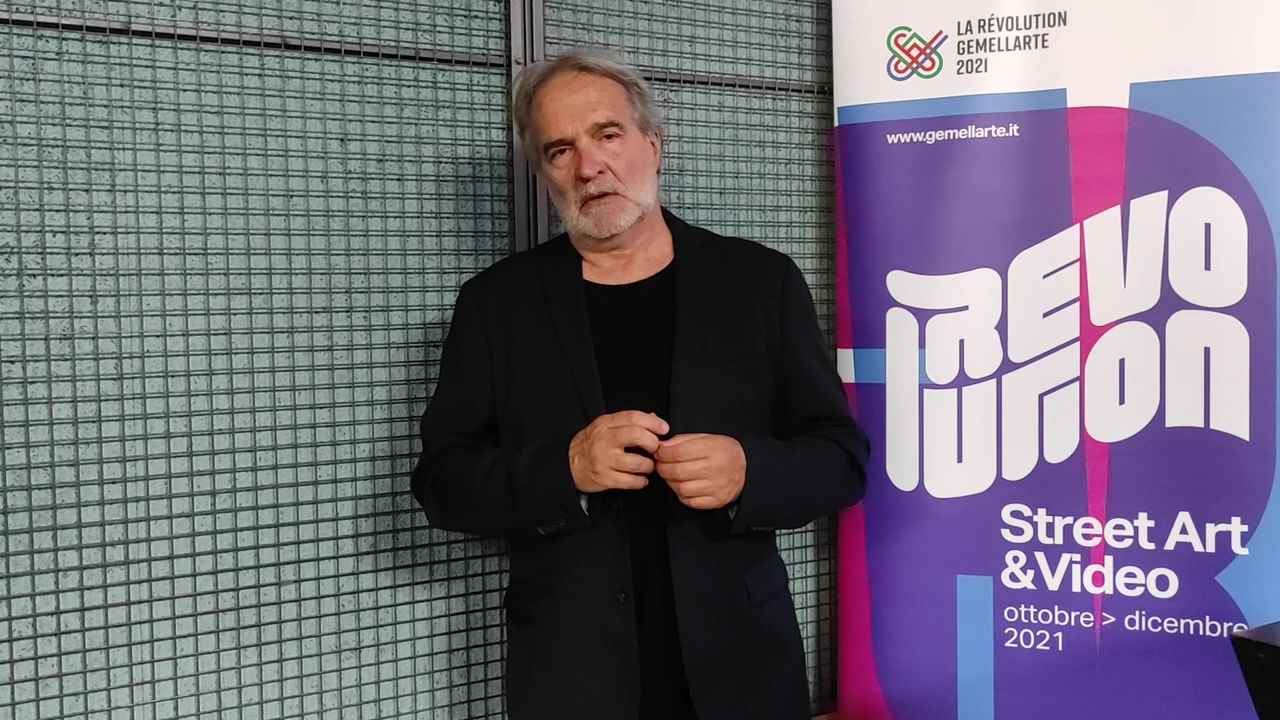 LA RÉVOLUTION
GEMELLARTE
2021
www.gemellarte.it
REVO
LUTION
Street Art
&Video
ottobre > dicembre
2021